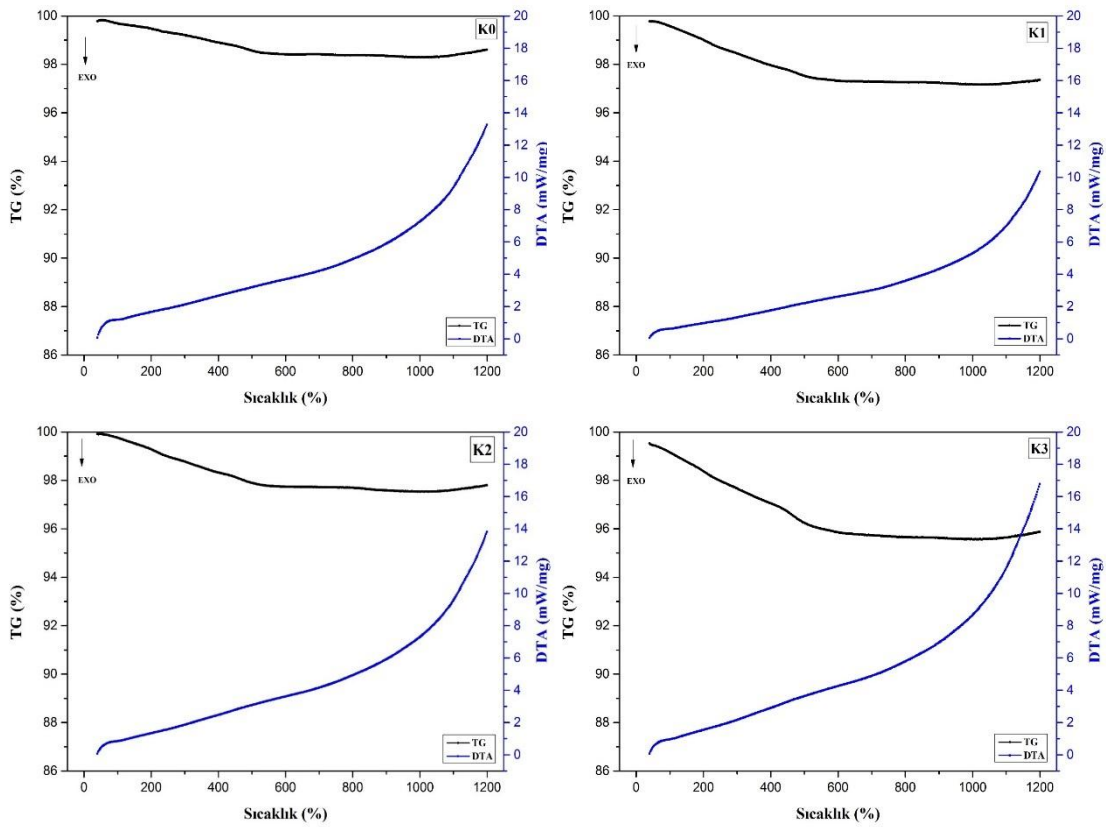 K0
EXO
TG (%)
100
98
96
94
92
90
88
86
DTA (mW/mg)
20
18
16
14
12
10
8
6
4
2
0
TG
DTA
0 200 400 600 800 1000 1200
Sıcaklık (%)
K1
EXO
TG (%)
100
98
96
94
92
90
88
86
DTA (mW/mg)
20
18
16
14
12
10
8
6
4
2
0
TG
DTA
0 200 400 600 800 1000 1200
Sıcaklık (%)
K2
EXO
TG (%)
100
98
96
94
92
90
88
86
DTA (mW/mg)
20
18
16
14
12
10
8
6
4
2
0
TG
DTA
0 200 400 600 800 1000 1200
Sıcaklık (%)
K3
EXO
TG (%)
100
98
96
94
92
90
88
86
DTA (mW/mg)
20
18
16
14
12
10
8
6
4
2
0
TG
DTA
0 200 400 600 800 1000 1200
Sıcaklık (%)